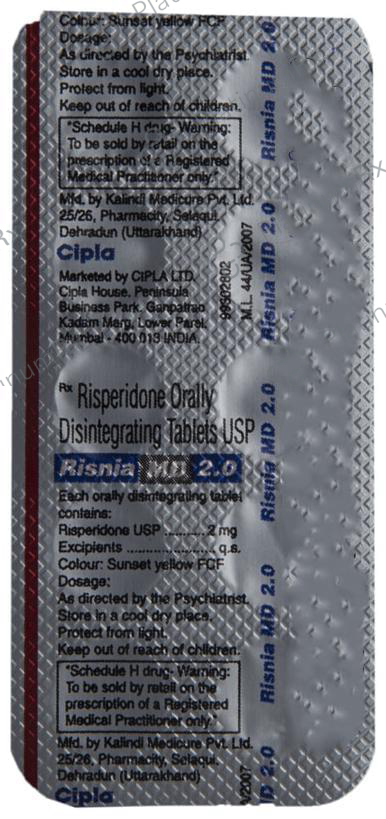 Colour: Sunset yellow FCF
Dosage:
As directed by the Psychiatrist.
Store in a cool dry place.
Protect from light.
Keep out of reach of children.
"Schedule H drug- Warning:
To be sold by retail on the
prescription of a Registered
Medical Practitioner only."
Mfd. by Kalindi Medicure Pvt. Ltd.
25/26, Pharmacity, Selaqui,
Dehradun (Uttarakhand)
Cipla
Marketed by CIPLA LTD.
Cipla House, Peninsula
Business Park, Ganpatrao
Kadam Marg, Lower Parel,
Mumbai - 400 013 INDIA.
M.L. 44/UA/2007
Rx Risperidone Orally
Disintegrating Tablets USP
Risnia MD 2.0
Each orally disintegrating tablet
contains:
Risperidone USP .......... 2 mg
Excipients ..................... q.s.
Colour: Sunset yellow FCF
Dosage:
As directed by the Psychiatrist.
Store in a cool dry place.
Protect from light.
Keep out of reach of children.
"Schedule H drug- Warning:
To be sold by retail on the
prescription of a Registered
Medical Practitioner only."
Mfd. by Kalindi Medicure Pvt. Ltd.
25/26, Pharmacity, Selaqui,
Dehradun (Uttarakhand)
Cipla
Risnia MD 2.0
Risnia MD 2.0
Risnia MD 2.0
Risnia MD 2.0
D 2.0
A/2007